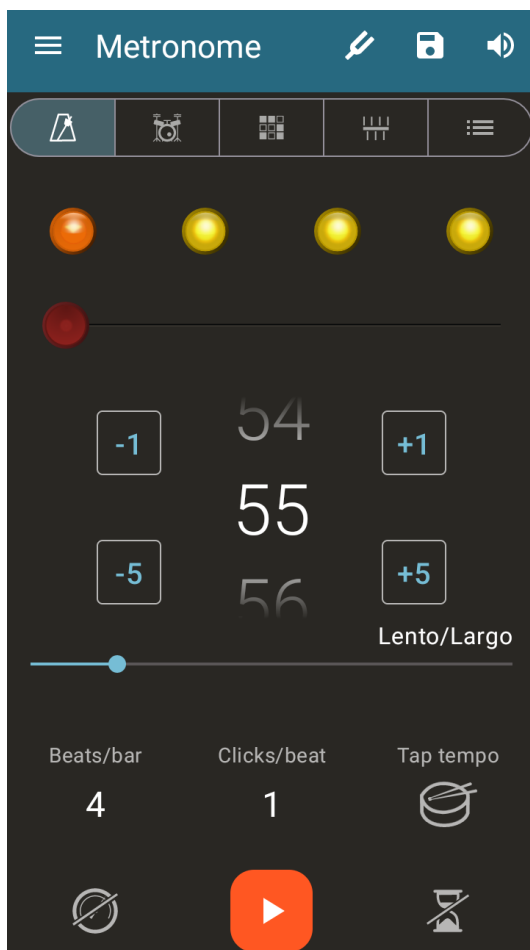 Metronome
54
-1
+1
55
-5
+5
56
Lento/Largo
Beats/bar
Clicks/beat
Tap tempo
4
1